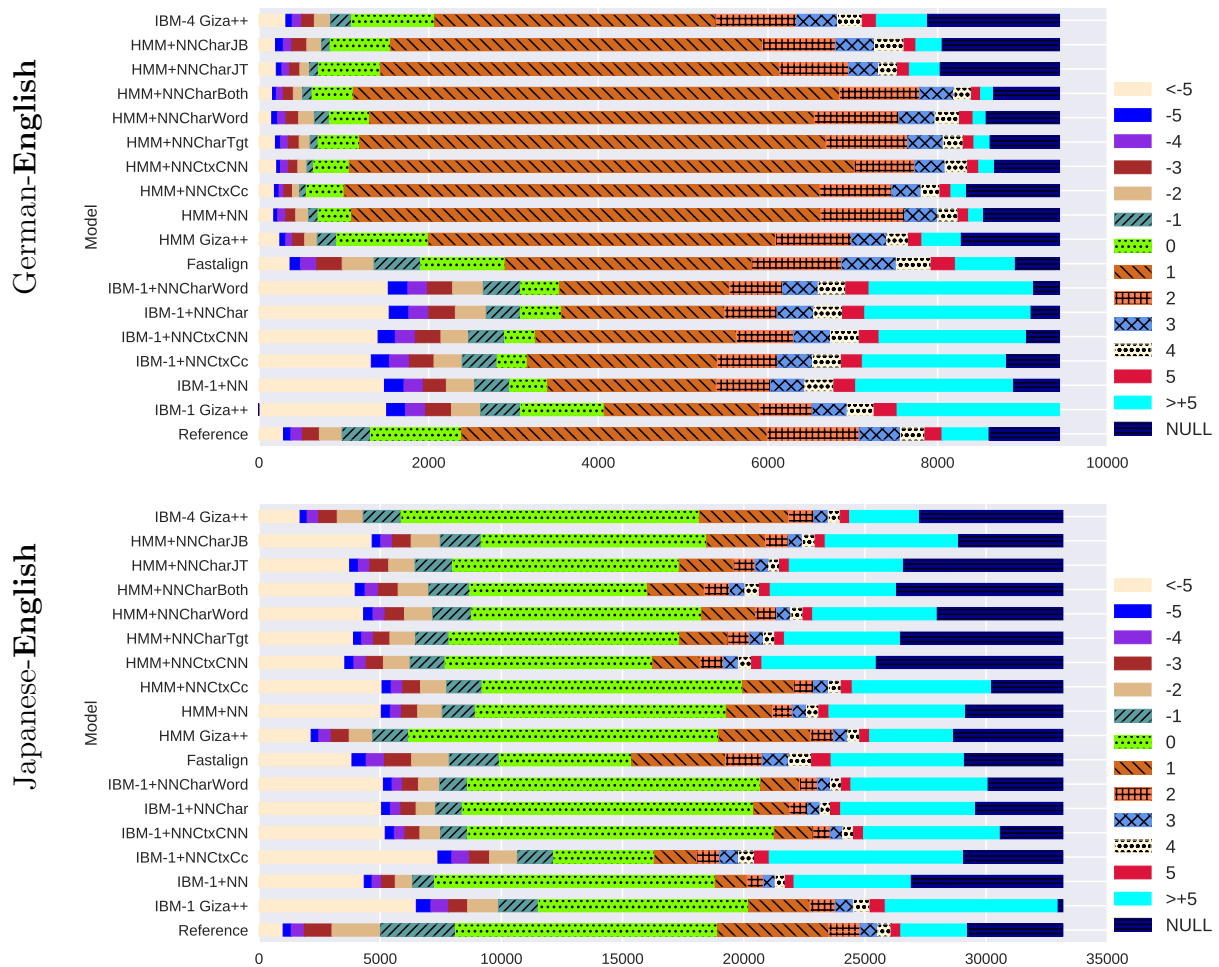 German-English
Model
IBM-4 Giza++
HMM+NNCharJB
HMM+NNCharJT
HMM+NNCharBoth
HMM+NNCharWord
HMM+NNCharTgt
HMM+NNCtxCNN
HMM+NNCtxCc
HMM+NN
HMM Giza++
Fastalign
IBM-1+NNCharWord
IBM-1+NNChar
IBM-1+NNCtxCNN
IBM-1+NNCtxCc
IBM-1+NN
IBM-1 Giza++
Reference
0 2000 4000 6000 8000 10000
<-5
-5
-4
-3
-2
-1
0
1
2
3
4
5
>+5
NULL
Japanese-English
Model
IBM-4 Giza++
HMM+NNCharJB
HMM+NNCharJT
HMM+NNCharBoth
HMM+NNCharWord
HMM+NNCharTgt
HMM+NNCtxCNN
HMM+NNCtxCc
HMM+NN
HMM Giza++
Fastalign
IBM-1+NNCharWord
IBM-1+NNChar
IBM-1+NNCtxCNN
IBM-1+NNCtxCc
IBM-1+NN
IBM-1 Giza++
Reference
0 5000 10000 15000 20000 25000 30000 35000
<-5
-5
-4
-3
-2
-1
0
1
2
3
4
5
>+5
NULL